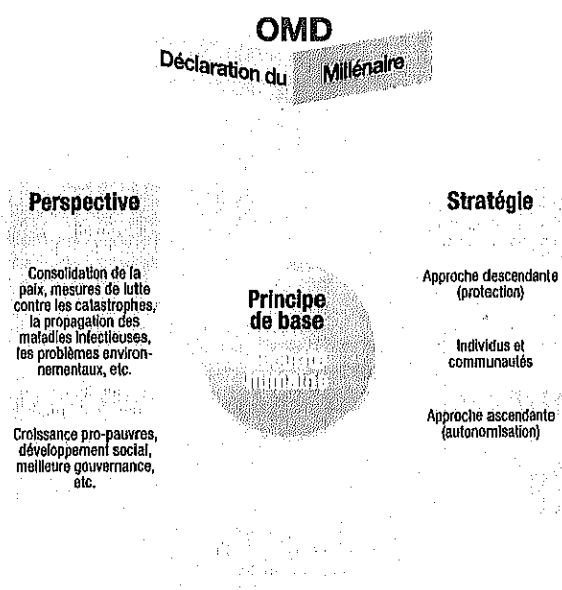 OMD
Déclaration du Millénaire
Perspective
Consolidation de la
paix, mesures de lutte
contre les catastrophes,
la propagation des
maladies infectieuses,
les problèmes environ-
nementaux, etc.
Croissance pro-pauvres,
développement social,
meilleure gouvernance,
etc.
Principe
de base
humaine
Stratégie
Approche descendante
(protection)
Individus et
communautés
Approche ascendante
(autonomisation)